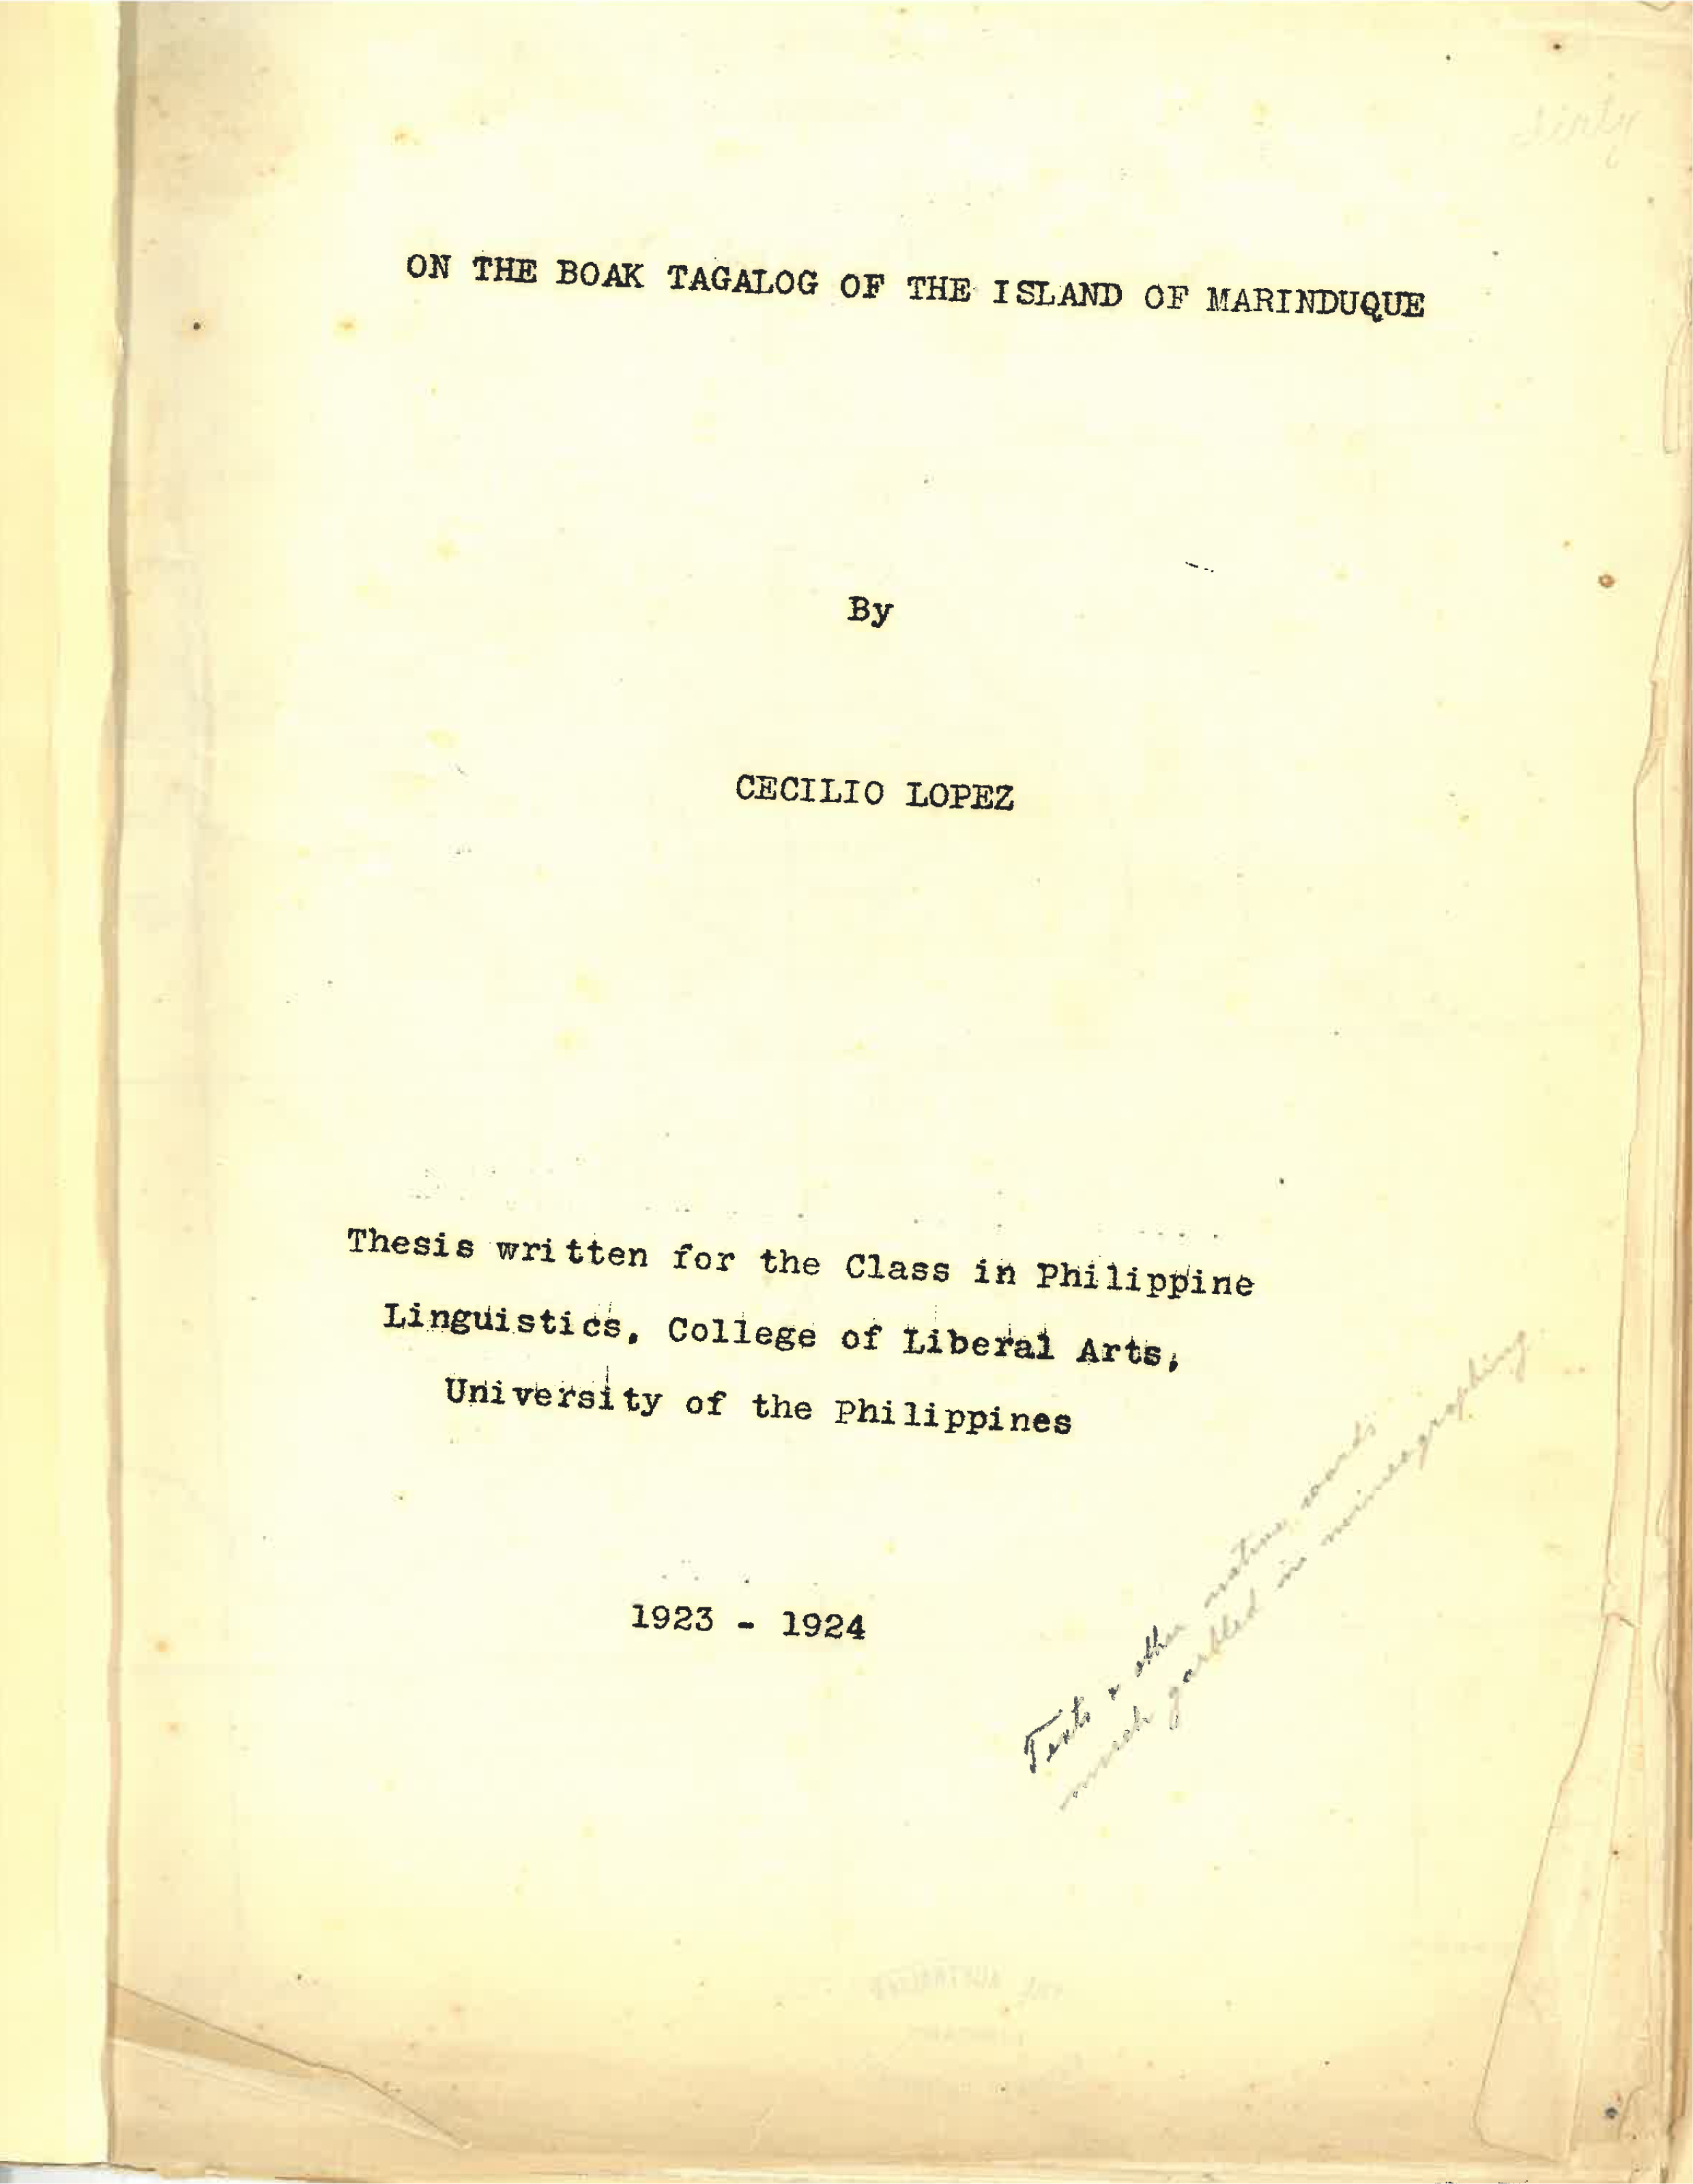 dirty
ON THE BOAK TAGALOG OF THE ISLAND OF MARINDUQUE
By
CECILIO LOPEZ
Thesis written for the Class in Philippine
Linguistics, College of Liberal Arts,
University of the Philippines
1923 - 1924
Texts & other native words
much garbled in mimeographing